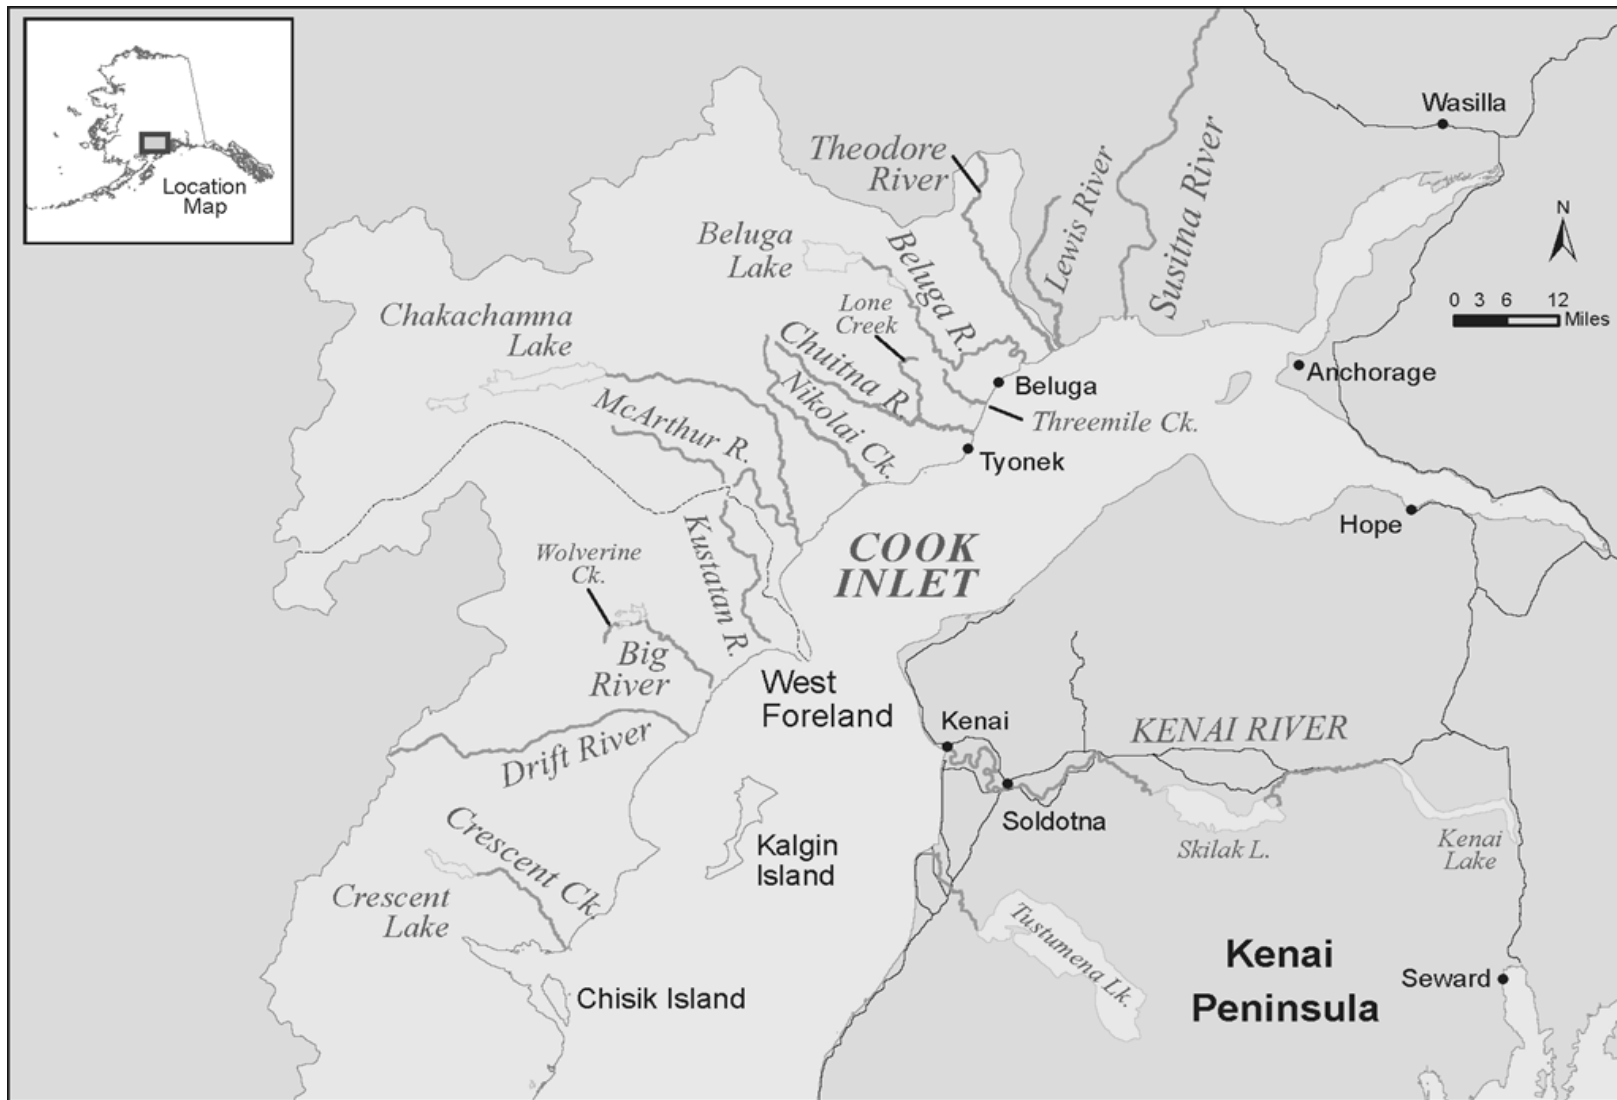 Location
Map
Wasilla
Theodore
River
Lewis River
Susitna River
N
Beluga
Lake
Beluga R.
Lone
Creek
0 3 6 12
Miles
Chakachamna
Lake
Chuitna R.
Nikolai Ck.
Beluga
Anchorage
McArthur R.
Threemile Ck.
Tyonek
Hope
COOK
INLET
Kustatan R.
Wolverine
Ck.
Big
River
West
Foreland
Kenai
KENAI RIVER
Drift River
Soldotna
Crescent Ck.
Kalgin
Island
Skilak L.
Kenai
Lake
Crescent
Lake
Tustumena Lk.
Kenai
Peninsula
Seward
Chisik Island